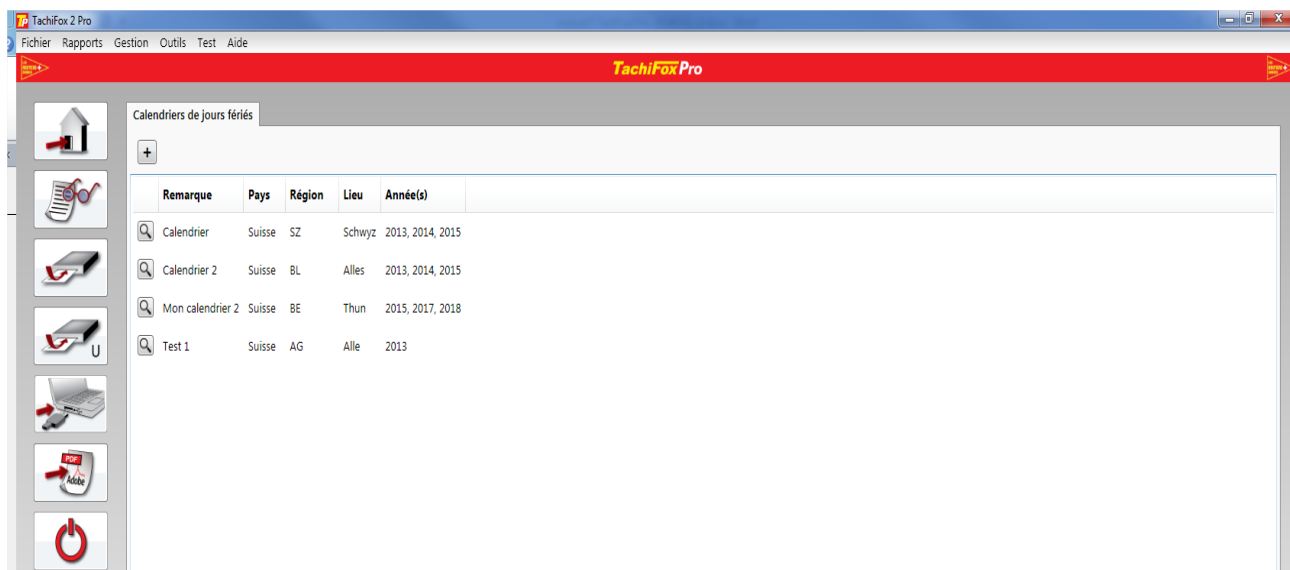 TachiFox 2 Pro
Fichier Rapports Gestion Outils Test Aide
TachiFoxPro
Calendriers de jours fériés
+
Remarque Pays Région Lieu Année(s)
Calendrier Suisse SZ Schwyz 2013, 2014, 2015
Calendrier 2 Suisse BL Alles 2013, 2014, 2015
Mon calendrier 2 Suisse BE Thun 2015, 2017, 2018
Test 1 Suisse AG Alle 2013
U
PDF
Adobe